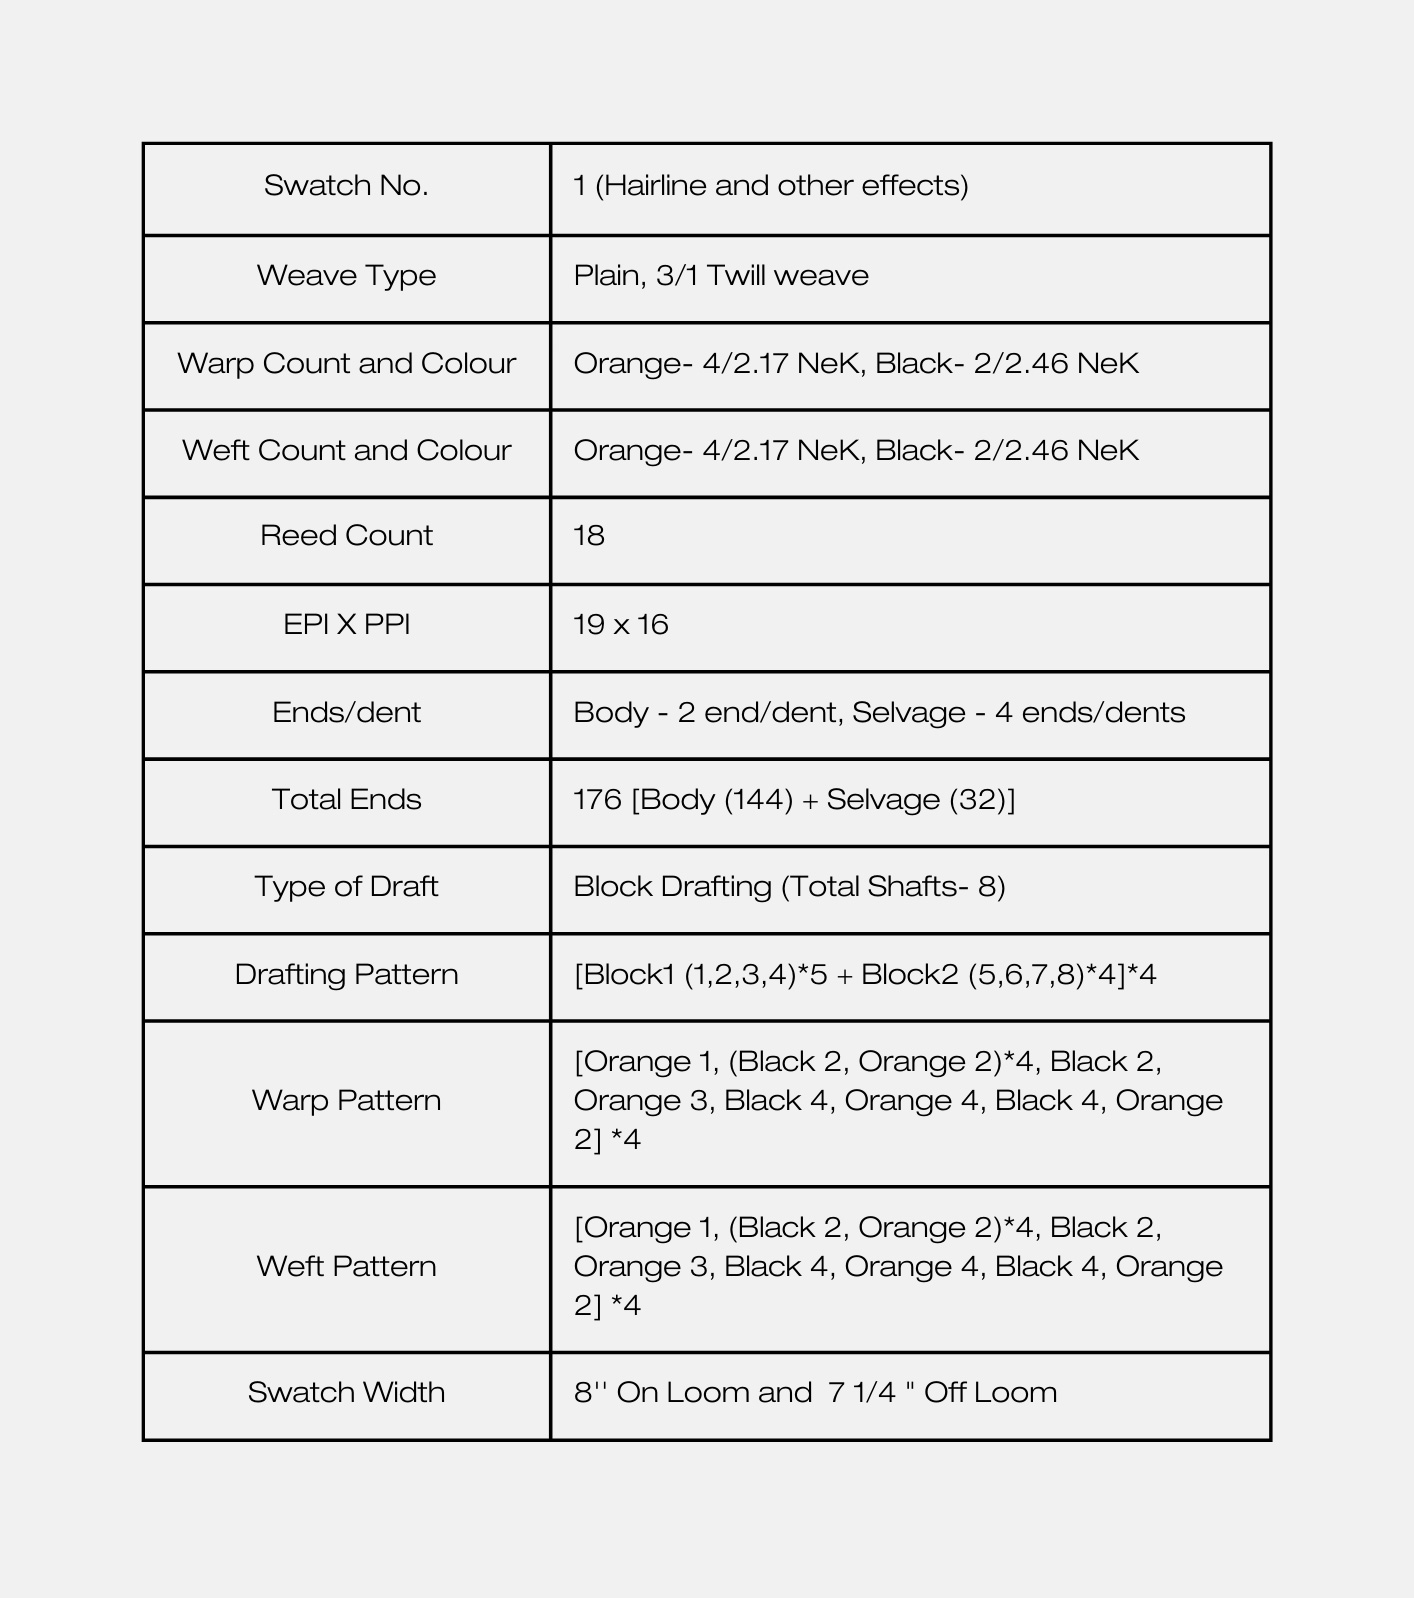 Swatch No.
1 (Hairline and other effects)
Weave Type
Plain, 3/1 Twill weave
Warp Count and Colour
Orange- 4/2.17 NeK, Black- 2/2.46 NeK
Weft Count and Colour
Orange- 4/2.17 NeK, Black- 2/2.46 NeK
Reed Count
18
EPI X PPI
19 x 16
Ends/dent
Body - 2 end/dent, Selvage - 4 ends/dents
Total Ends
176 [Body (144) + Selvage (32)]
Type of Draft
Block Drafting (Total Shafts- 8)
Drafting Pattern
[Block1 (1,2,3,4)*5 + Block2 (5,6,7,8)*4]*4
Warp Pattern
[Orange 1, (Black 2, Orange 2)*4, Black 2,
Orange 3, Black 4, Orange 4, Black 4, Orange
2] *4
Weft Pattern
[Orange 1, (Black 2, Orange 2)*4, Black 2,
Orange 3, Black 4, Orange 4, Black 4, Orange
2] *4
Swatch Width
8'' On Loom and  7 1/4 " Off Loom